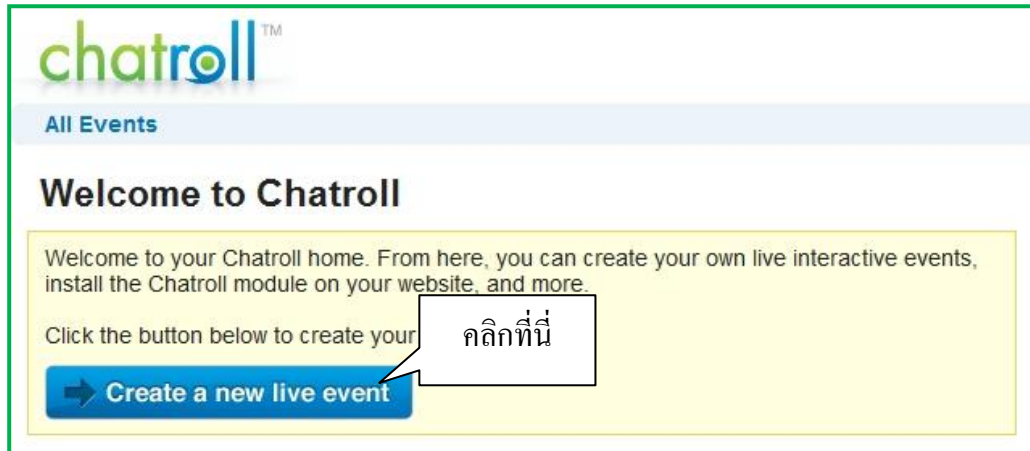 chatroll™
All Events
Welcome to Chatroll
Welcome to your Chatroll home. From here, you can create your own live interactive events,
install the Chatroll module on your website, and more.
Click the button below to create your
คลิกที่นี่
Create a new live event